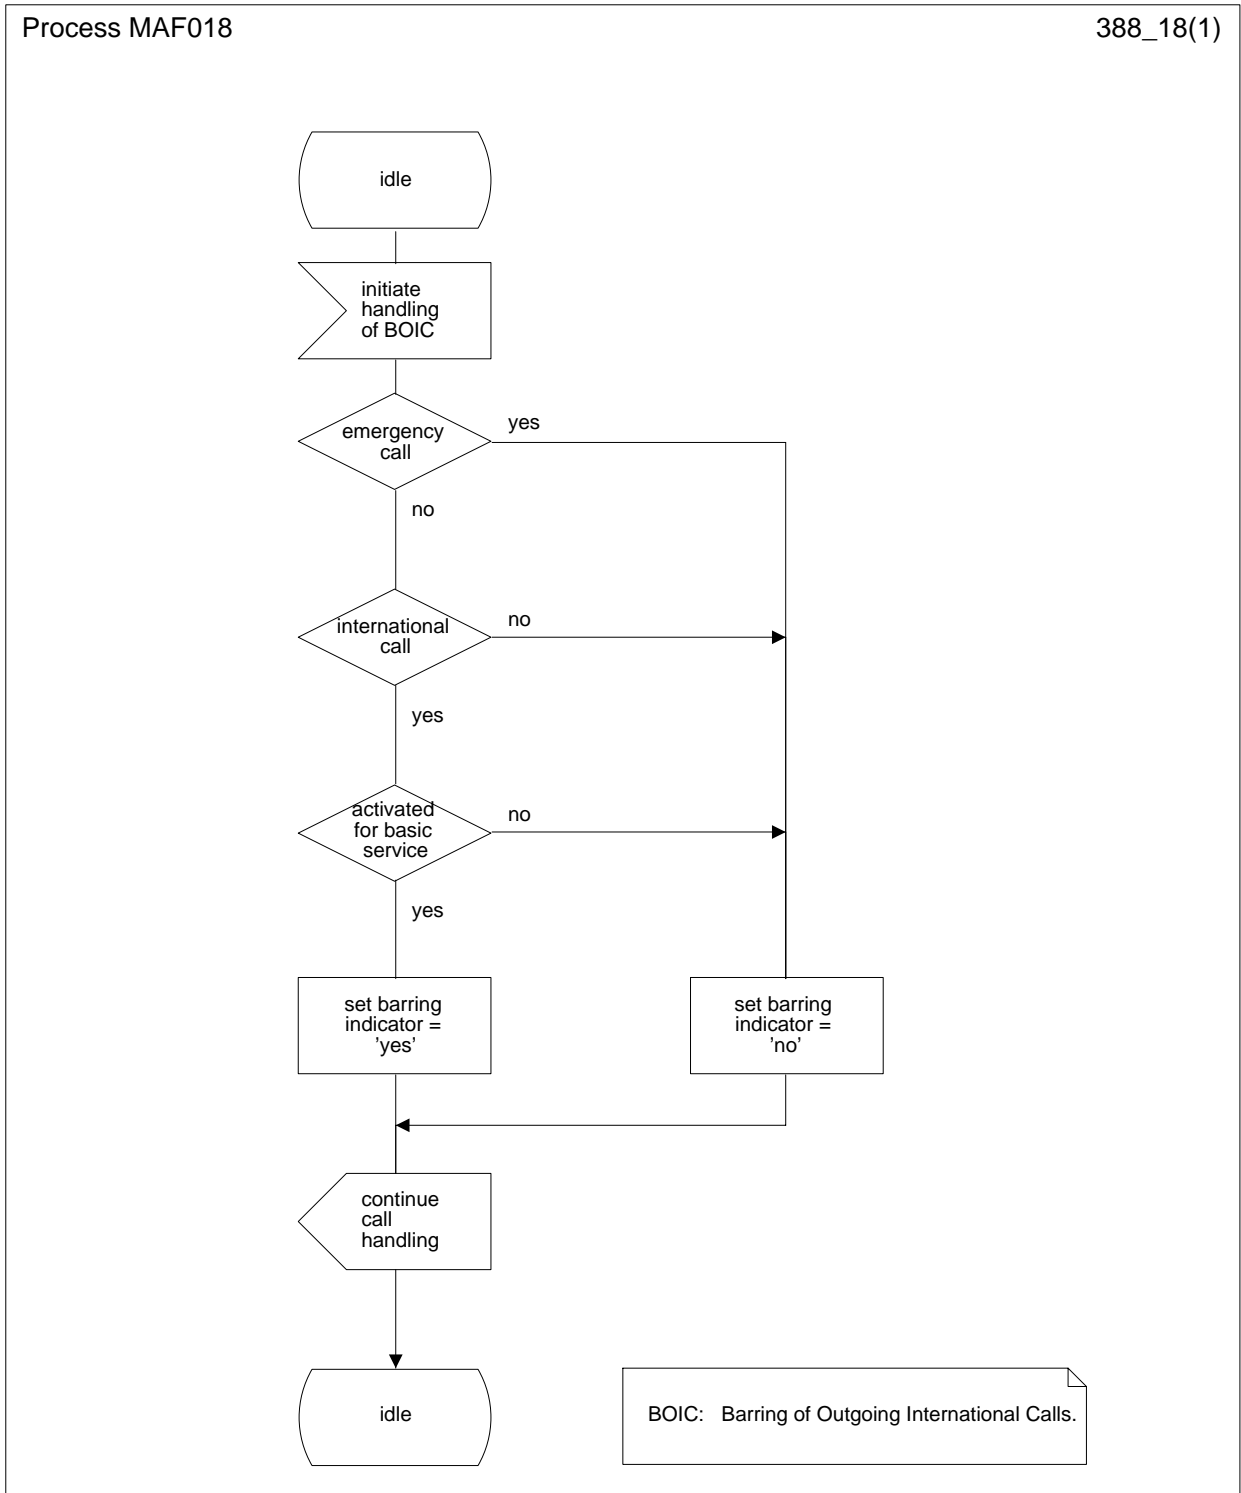 Process MAF018
388_18(1)
idle
initiate
handling
of BOIC
emergency
call
yes
no
international
call
no
yes
activated
for basic
service
no
yes
set barring
indicator =
’yes’
set barring
indicator =
’no’
continue
call
handling
idle
BOIC: Barring of Outgoing International Calls.